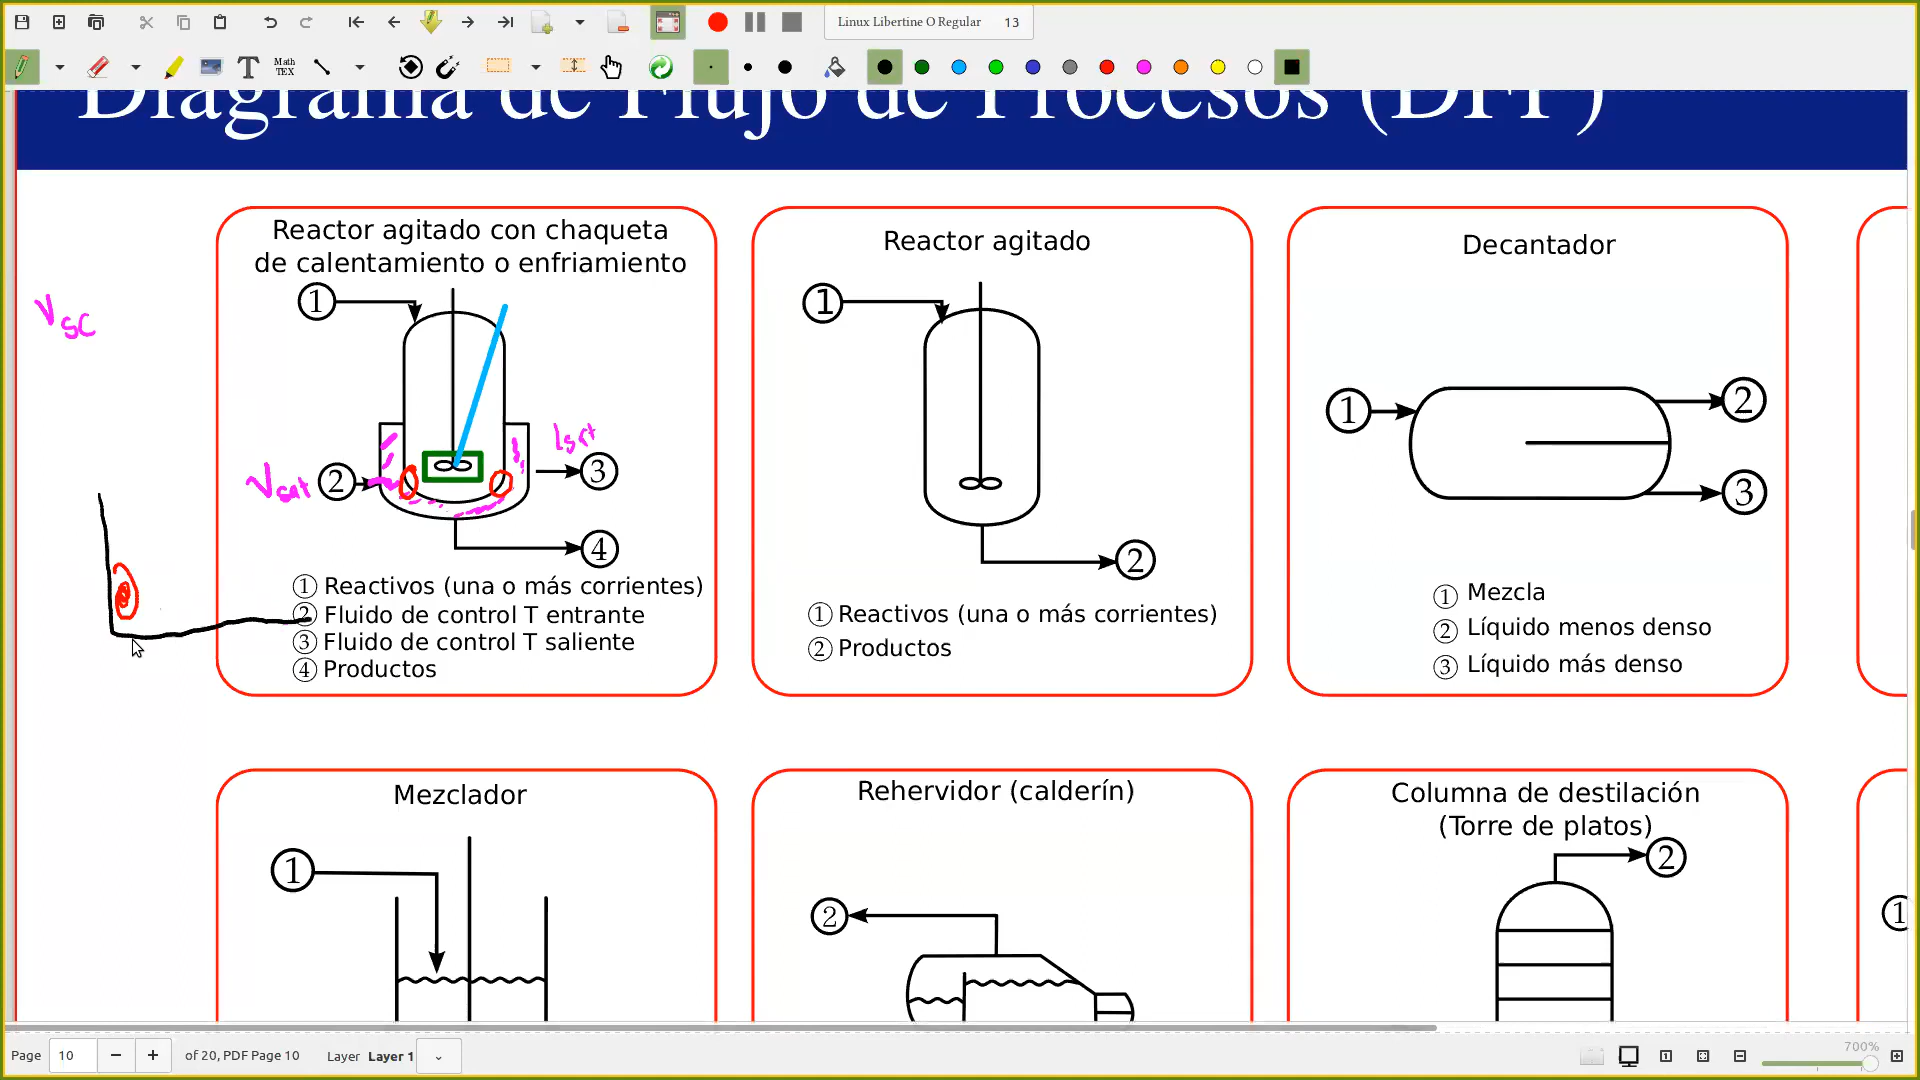 Linux Libertine O Regular 13
Math
TEX
Diagrama de Flujo de Procesos (DFP)
Reactor agitado con chaqueta
de calentamiento o enfriamiento
1
Vsc
Vsat
2
lsat
3
4
① Reactivos (una o más corrientes)
② Fluido de control T entrante
③ Fluido de control T saliente
④ Productos
Reactor agitado
1
2
① Reactivos (una o más corrientes)
② Productos
Decantador
1
2
3
① Mezcla
② Líquido menos denso
③ Líquido más denso
Mezclador
1
Rehervidor (calderín)
2
Columna de destilación
(Torre de platos)
2
1
Page 10 of 20, PDF Page 10 Layer Layer 1
700%